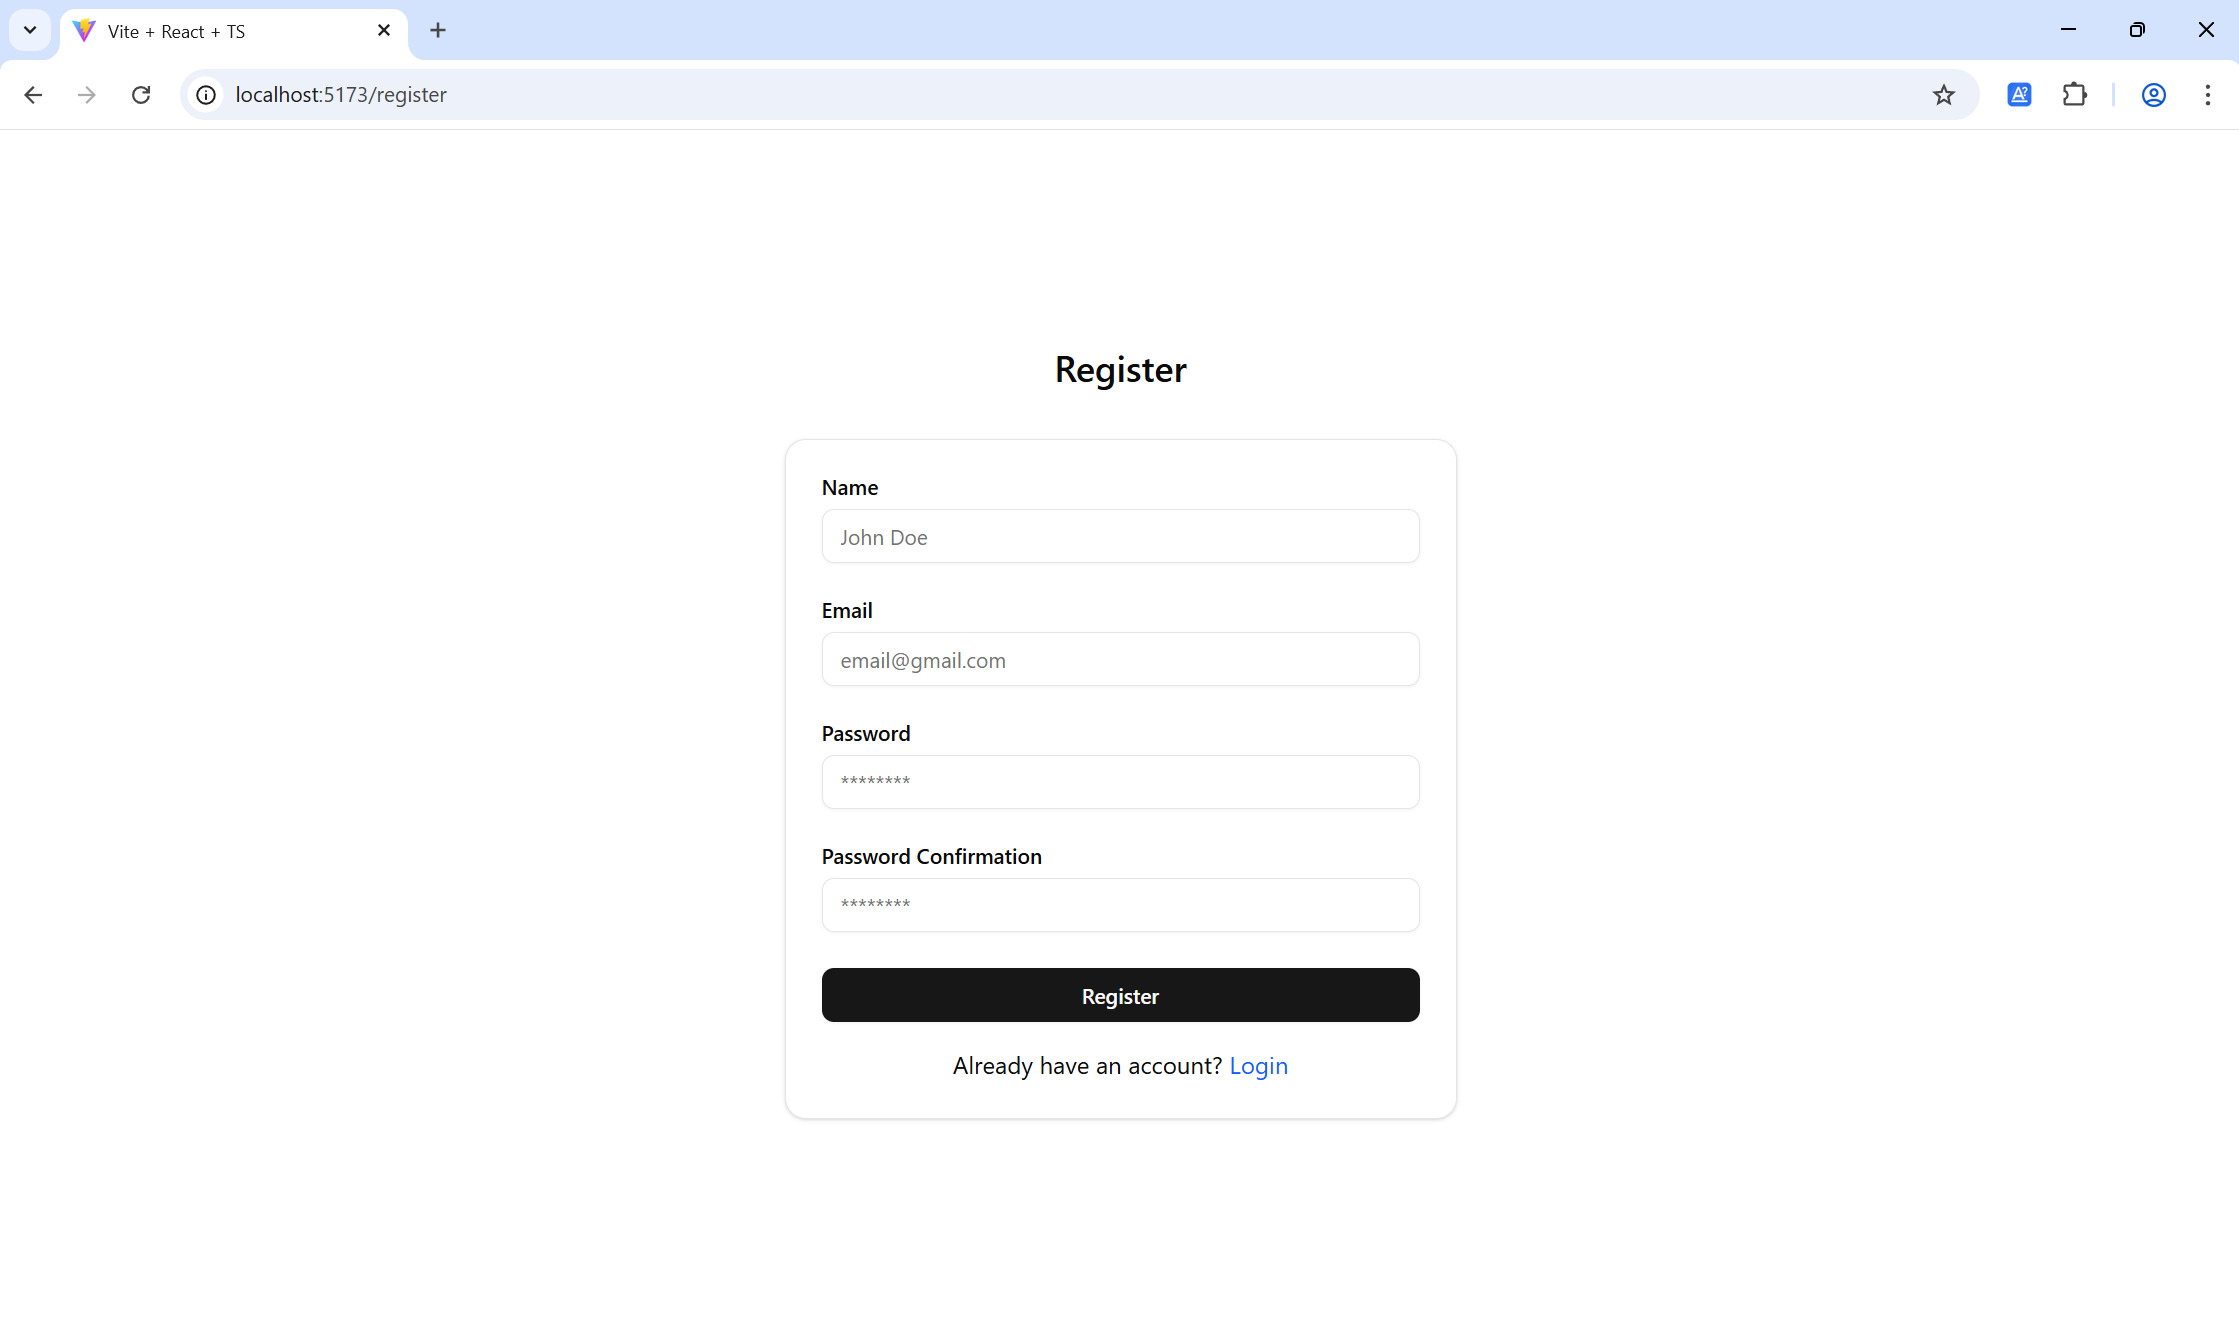 Vite + React + TS
localhost:5173/register
Register
Name
John Doe
Email
email@gmail.com
Password
********
Password Confirmation
********
Register
Already have an account? Login